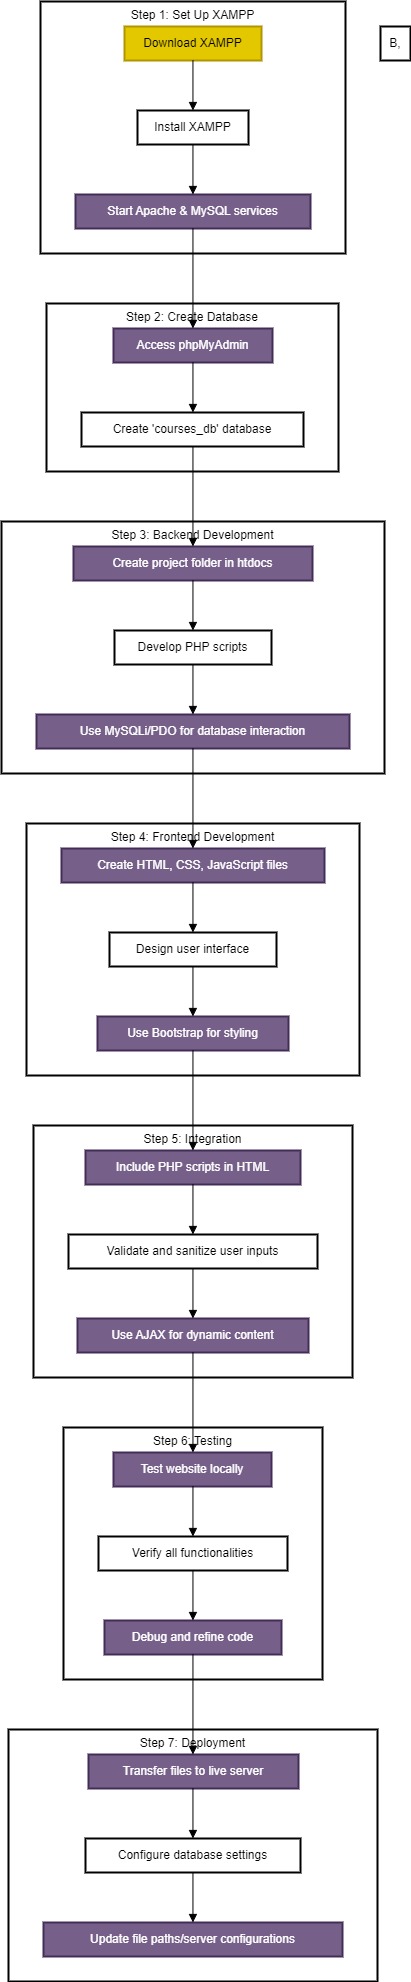 Step 1: Set Up XAMPP
Download XAMPP
B,
Install XAMPP
Start Apache & MySQL services
Step 2: Create Database
Access phpMyAdmin
Create 'courses_db' database
Step 3: Backend Development
Create project folder in htdocs
Develop PHP scripts
Use MySQLi/PDO for database interaction
Step 4: Frontend Development
Create HTML, CSS, JavaScript files
Design user interface
Use Bootstrap for styling
Step 5: Integration
Include PHP scripts in HTML
Validate and sanitize user inputs
Use AJAX for dynamic content
Step 6: Testing
Test website locally
Verify all functionalities
Debug and refine code
Step 7: Deployment
Transfer files to live server
Configure database settings
Update file paths/server configurations